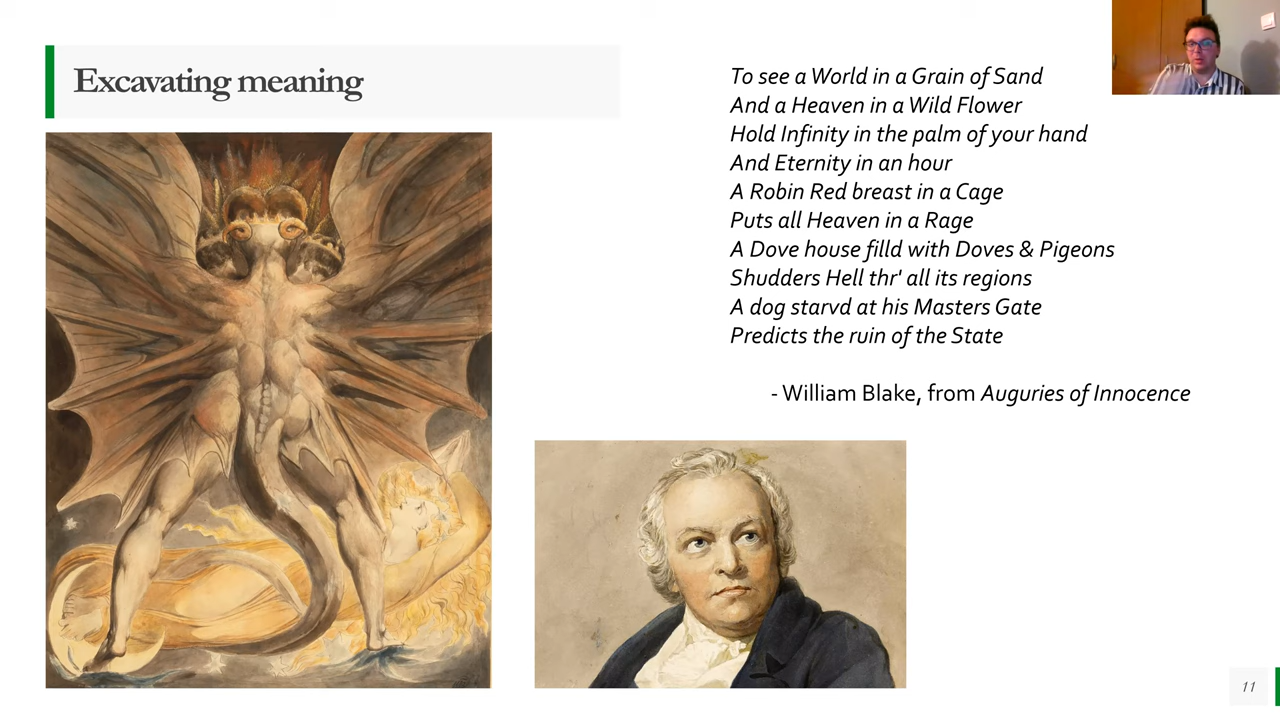 Excavating meaning
To see a World in a Grain of Sand
And a Heaven in a Wild Flower
Hold Infinity in the palm of your hand
And Eternity in an hour
A Robin Red breast in a Cage
Puts all Heaven in a Rage
A Dove house filld with Doves & Pigeons
Shudders Hell thr' all its regions
A dog starvd at his Masters Gate
Predicts the ruin of the State
- William Blake, from Auguries of Innocence
11